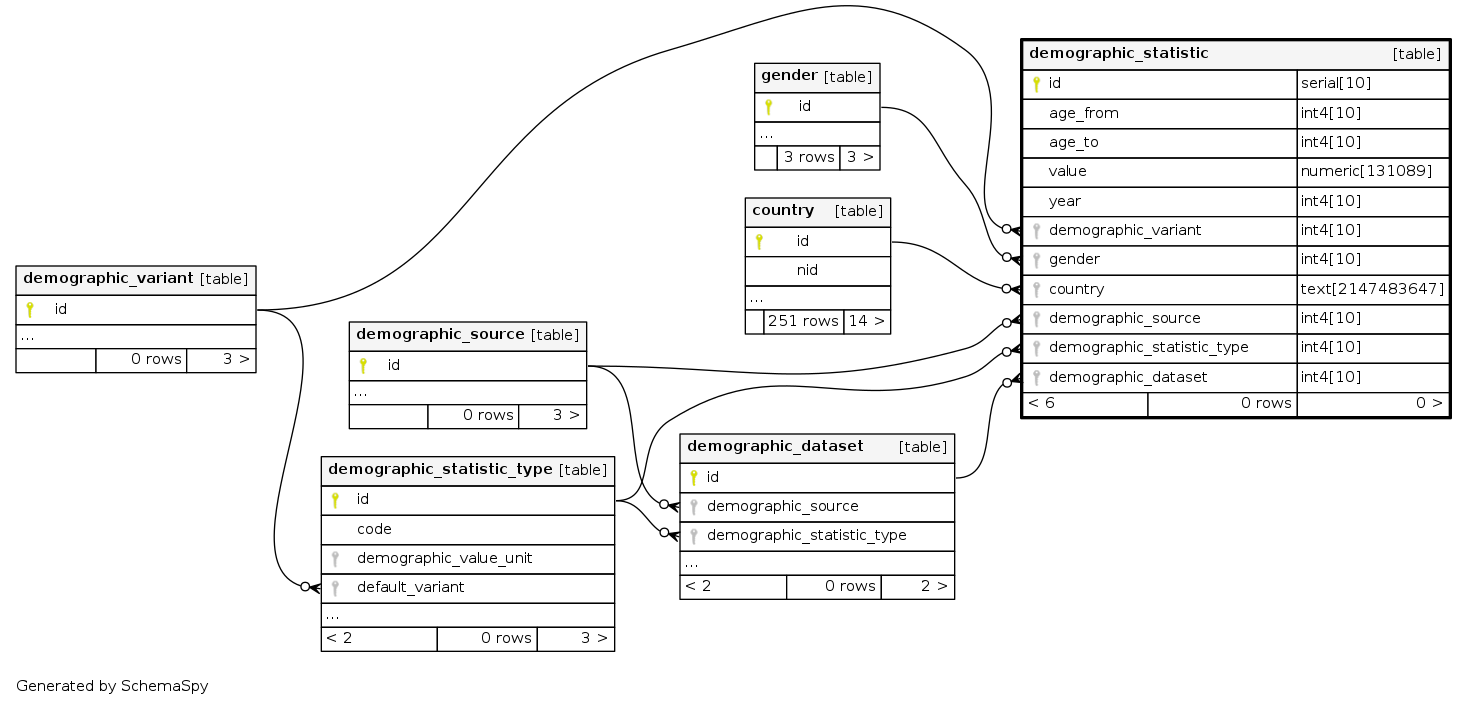 demographic_statistic [table]
id serial[10]
age_from int4[10]
age_to int4[10]
value numeric[131089]
year int4[10]
demographic_variant int4[10]
gender int4[10]
country text[2147483647]
demographic_source int4[10]
demographic_statistic_type int4[10]
demographic_dataset int4[10]
< 6 0 rows 0 >
gender [table]
id
...
3 rows 3 >
country [table]
id
nid
...
251 rows 14 >
demographic_variant [table]
id
...
0 rows 3 >
demographic_source [table]
id
...
0 rows 3 >
demographic_dataset [table]
id
demographic_source
demographic_statistic_type
...
< 2 0 rows 2 >
demographic_statistic_type [table]
id
code
demographic_value_unit
default_variant
...
< 2 0 rows 3 >
Generated by SchemaSpy